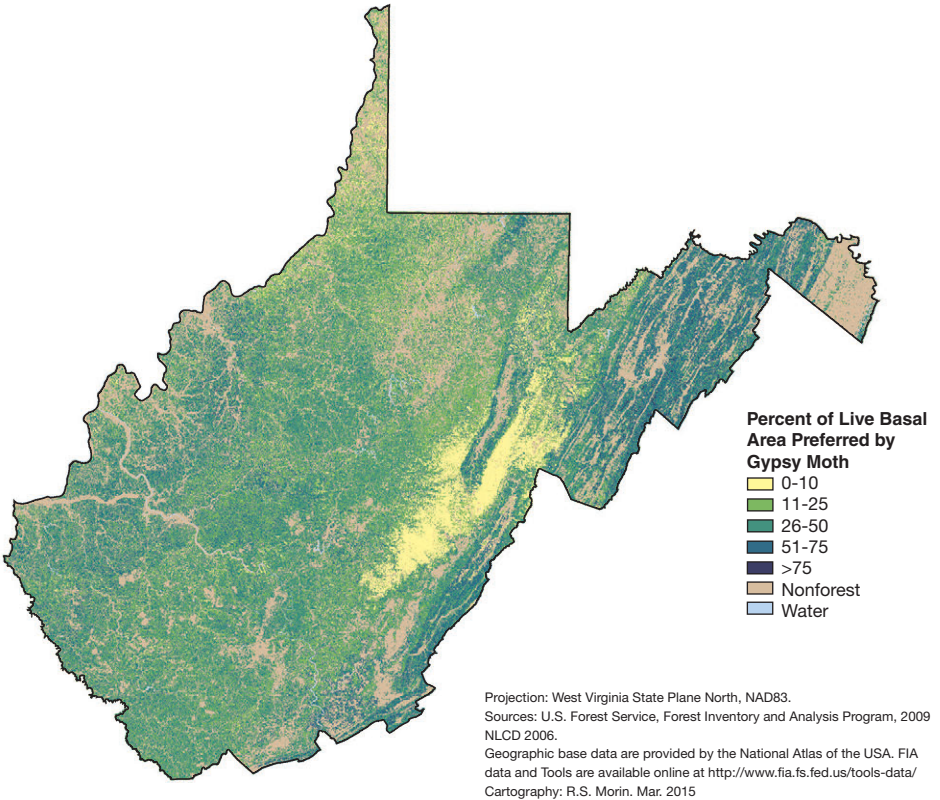 Percent of Live Basal
Area Preferred by
Gypsy Moth
0-10
11-25
26-50
51-75
>75
Nonforest
Water
Projection: West Virginia State Plane North, NAD83.
Sources: U.S. Forest Service, Forest Inventory and Analysis Program, 2009
NLCD 2006.
Geographic base data are provided by the National Atlas of the USA. FIA
data and Tools are available online at http://www.fia.fs.fed.us/tools-data/
Cartography: R.S. Morin. Mar. 2015